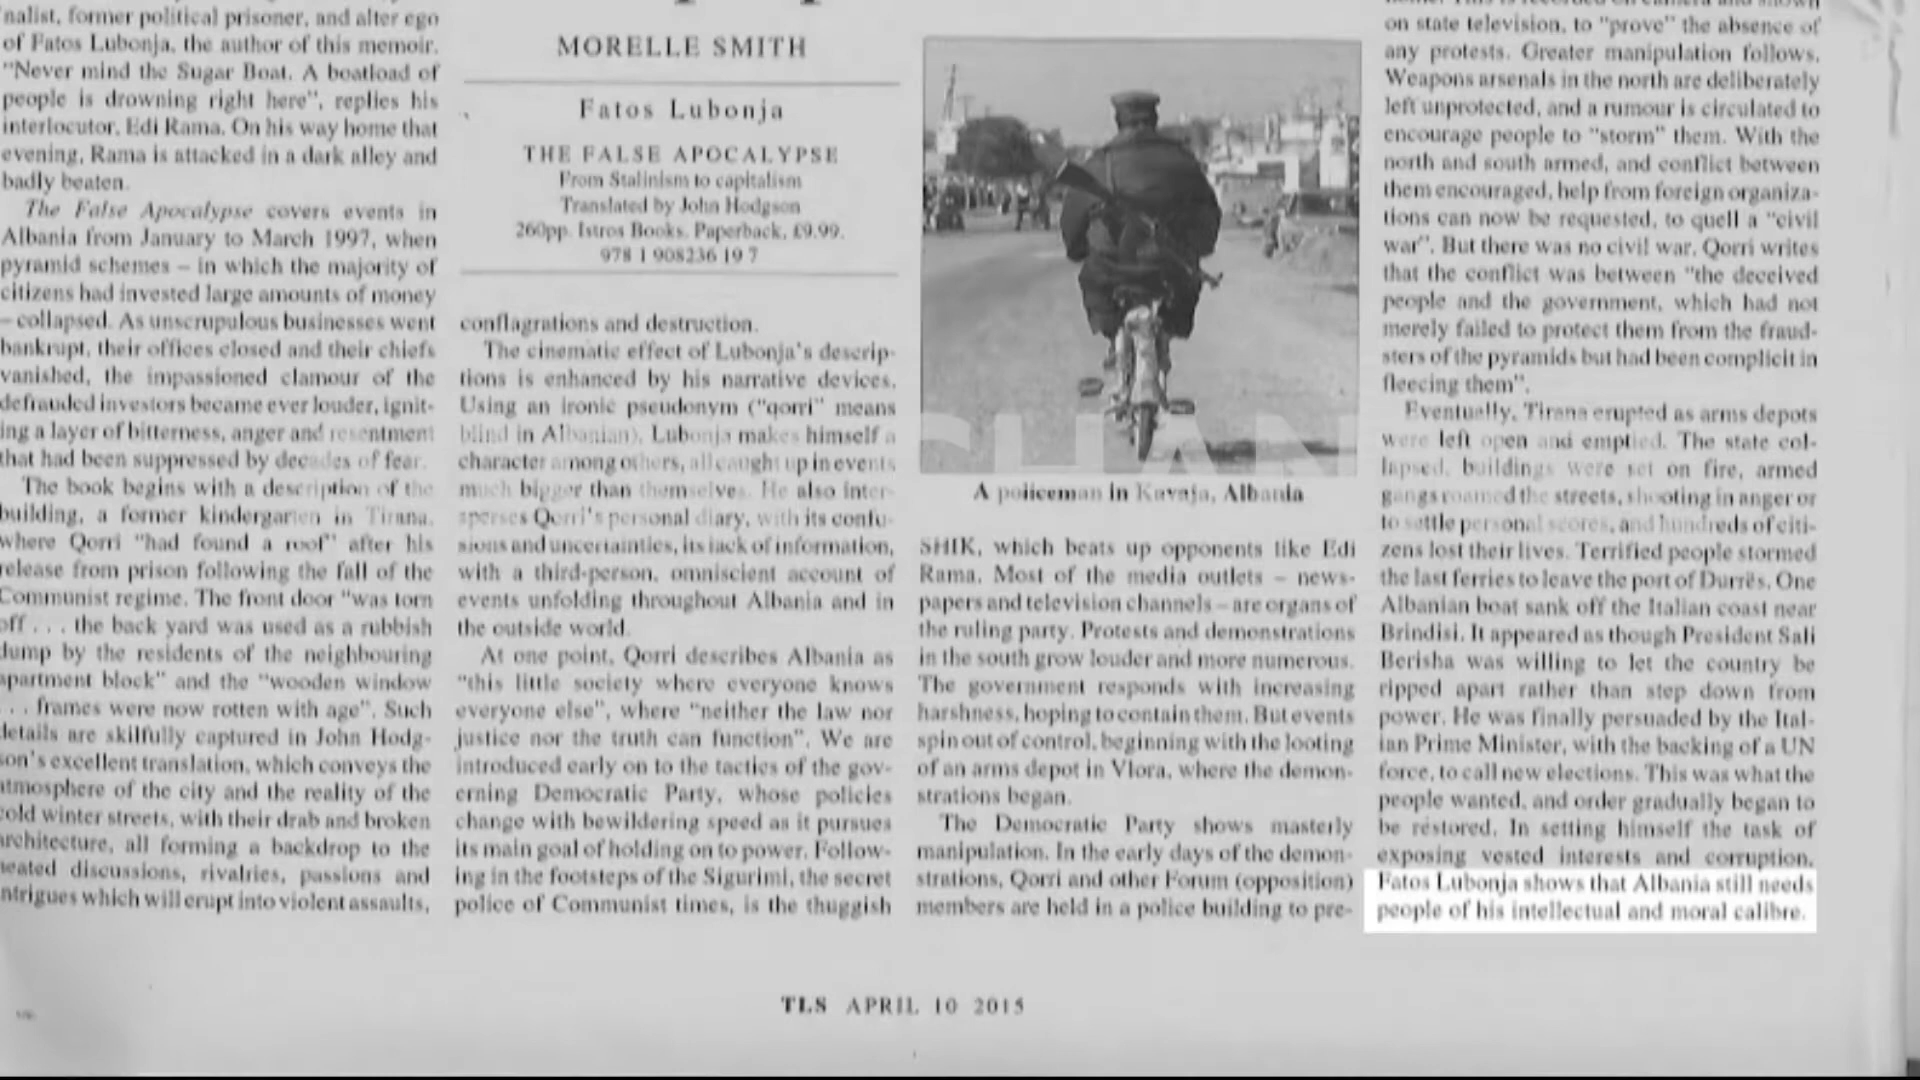 nalist, former political prisoner, and alter ego
of Fatos Lubonja, the author of this memoir.
"Never mind the Sugar Boat. A boatload of
people is drowning right here", replies his
interlocutor, Edi Rama. On his way home that
evening, Rama is attacked in a dark alley and
badly beaten.
The False Apocalypse covers events in
Albania from January to March 1997, when
pyramid schemes – in which the majority of
citizens had invested large amounts of money
– collapsed. As unscrupulous businesses went
bankrupt, their offices closed and their chiefs
vanished, the impassioned clamour of the
defrauded investors became ever louder, ignit-
ing a layer of bitterness, anger and resentment
that had been suppressed by decades of fear.
The book begins with a description of the
building, a former kindergarten in Tirana,
where Qorri "had found a roof" after his
release from prison following the fall of the
Communist regime. The front door "was torn
off . . . the back yard was used as a rubbish
dump by the residents of the neighbouring
apartment block" and the "wooden window
. . . frames were now rotten with age". Such
details are skilfully captured in John Hodg-
son's excellent translation, which conveys the
atmosphere of the city and the reality of the
cold winter streets, with their drab and broken
architecture, all forming a backdrop to the
heated discussions, rivalries, passions and
intrigues which will erupt into violent assaults,
MORELLE SMITH
Fatos Lubonja
THE FALSE APOCALYPSE
From Stalinism to capitalism
Translated by John Hodgson
260pp. Istros Books. Paperback, £9.99.
978 1 908236 19 7
conflagrations and destruction.
The cinematic effect of Lubonja's descrip-
tions is enhanced by his narrative devices.
Using an ironic pseudonym ("qorri" means
blind in Albanian), Lubonja makes himself a
character among others, all caught up in events
much bigger than themselves. He also inter-
sperses Qorri's personal diary, with its confu-
sions and uncertainties, its lack of information,
with a third-person, omniscient account of
events unfolding throughout Albania and in
the outside world.
At one point, Qorri describes Albania as
"this little society where everyone knows
everyone else", where "neither the law nor
justice nor the truth can function". We are
introduced early on to the tactics of the gov-
erning Democratic Party, whose policies
change with bewildering speed as it pursues
its main goal of holding on to power. Follow-
ing in the footsteps of the Sigurimi, the secret
police of Communist times, is the thuggish
A policeman in Kavaja, Albania
SHIK, which beats up opponents like Edi
Rama. Most of the media outlets – news-
papers and television channels – are organs of
the ruling party. Protests and demonstrations
in the south grow louder and more numerous.
The government responds with increasing
harshness, hoping to contain them. But events
spin out of control, beginning with the looting
of an arms depot in Vlora, where the demon-
strations began.
The Democratic Party shows masterly
manipulation. In the early days of the demon-
strations, Qorri and other Forum (opposition)
members are held in a police building to pre-
on state television, to "prove" the absence of
any protests. Greater manipulation follows.
Weapons arsenals in the north are deliberately
left unprotected, and a rumour is circulated to
encourage people to "storm" them. With the
north and south armed, and conflict between
them encouraged, help from foreign organiza-
tions can now be requested, to quell a "civil
war". But there was no civil war. Qorri writes
that the conflict was between "the deceived
people and the government, which had not
merely failed to protect them from the fraud-
sters of the pyramids but had been complicit in
fleecing them".
Eventually, Tirana erupted as arms depots
were left open and emptied. The state col-
lapsed, buildings were set on fire, armed
gangs roamed the streets, shooting in anger or
to settle personal scores, and hundreds of citi-
zens lost their lives. Terrified people stormed
the last ferries to leave the port of Durrës. One
Albanian boat sank off the Italian coast near
Brindisi. It appeared as though President Sali
Berisha was willing to let the country be
ripped apart rather than step down from
power. He was finally persuaded by the Ital-
ian Prime Minister, with the backing of a UN
force, to call new elections. This was what the
people wanted, and order gradually began to
be restored. In setting himself the task of
exposing vested interests and corruption,
Fatos Lubonja shows that Albania still needs
people of his intellectual and moral calibre.
TLS APRIL 10 2015